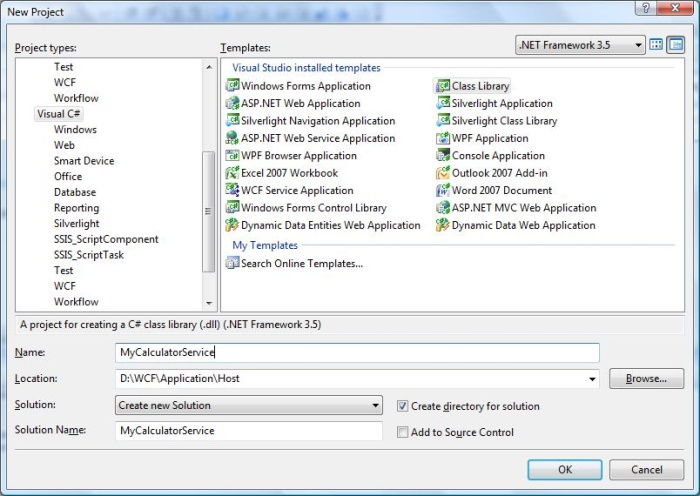 New Project
Project types:
Templates:
.NET Framework 3.5
Test
WCF
Workflow
Visual C#
Windows
Web
Smart Device
Office
Database
Reporting
Silverlight
SSIS_ScriptComponent
SSIS_ScriptTask
Test
WCF
Workflow
Visual Studio installed templates
Windows Forms Application
Class Library
ASP.NET Web Application
Silverlight Application
Silverlight Navigation Application
Silverlight Class Library
ASP.NET Web Service Application
WPF Application
WPF Browser Application
Console Application
Excel 2007 Workbook
Outlook 2007 Add-in
WCF Service Application
Word 2007 Document
Windows Forms Control Library
ASP.NET MVC Web Application
Dynamic Data Entities Web Application
Dynamic Data Web Application
My Templates
Search Online Templates...
A project for creating a C# class library (.dll) (.NET Framework 3.5)
Name:
MyCalculatorService
Location:
D:\WCF\Application\Host
Browse...
Solution:
Create new Solution
Create directory for solution
Solution Name:
MyCalculatorService
Add to Source Control
OK
Cancel